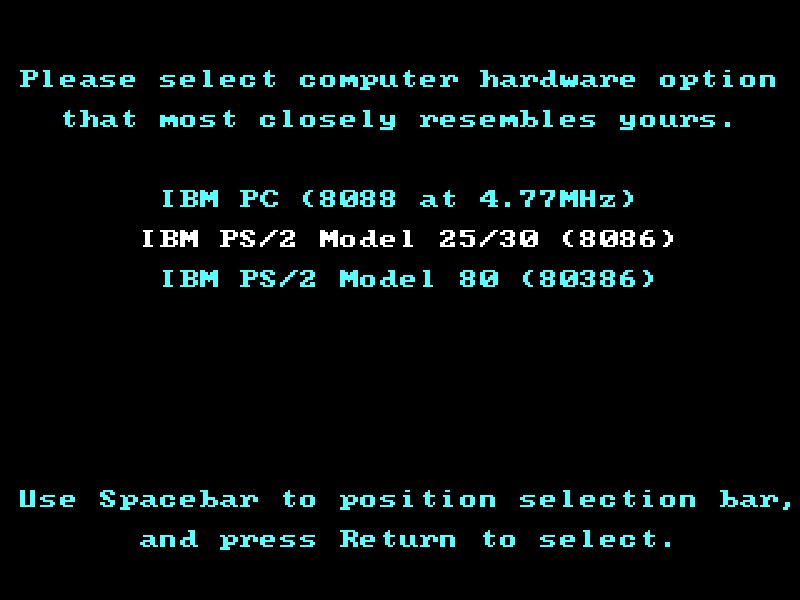 Please select computer hardware option
that most closely resembles yours.
IBM PC (8088 at 4.77MHz)
IBM PS/2 Model 25/30 (8086)
IBM PS/2 Model 80 (80386)
Use Spacebar to position selection bar,
and press Return to select.